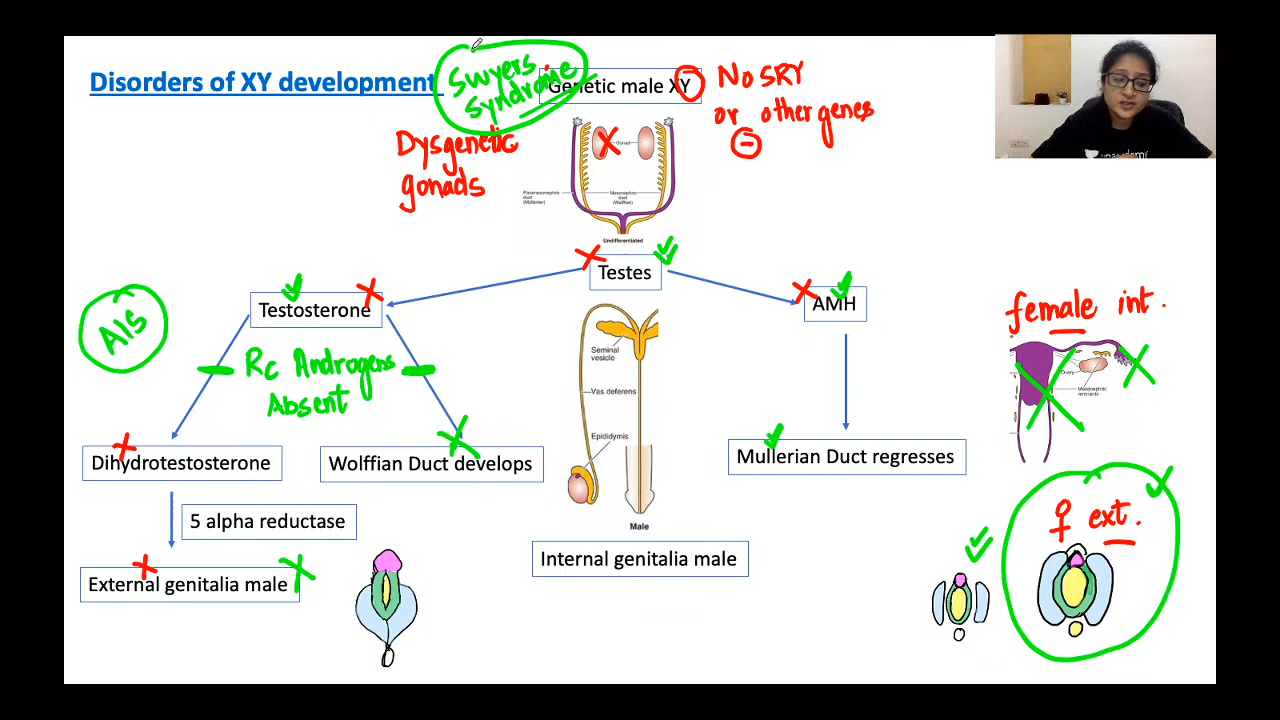 Disorders of XY development
Swyers
Syndrome
Genetic male XY
No SRY
or other genes
Dysgenetic
gonads
Gonad
Paramesonephric
duct
(Müllerian)
Mesonephric
duct
(Wolffian)
Undifferentiated
Testes
Testosterone
AMH
AIS
Rc Androgens
Absent
female int.
Ovary
Mesonephric
remnants
Seminal
vesicle
Vas deferens
Epididymis
Male
Dihydrotestosterone
Wolffian Duct develops
Mullerian Duct regresses
5 alpha reductase
♀ ext.
External genitalia male
Internal genitalia male